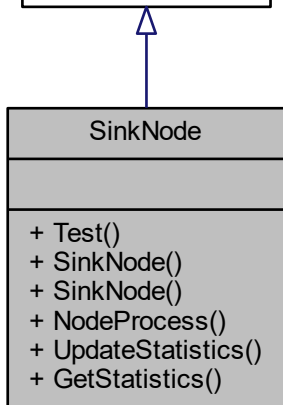 SinkNode
+ Test()
+ SinkNode()
+ SinkNode()
+ NodeProcess()
+ UpdateStatistics()
+ GetStatistics()